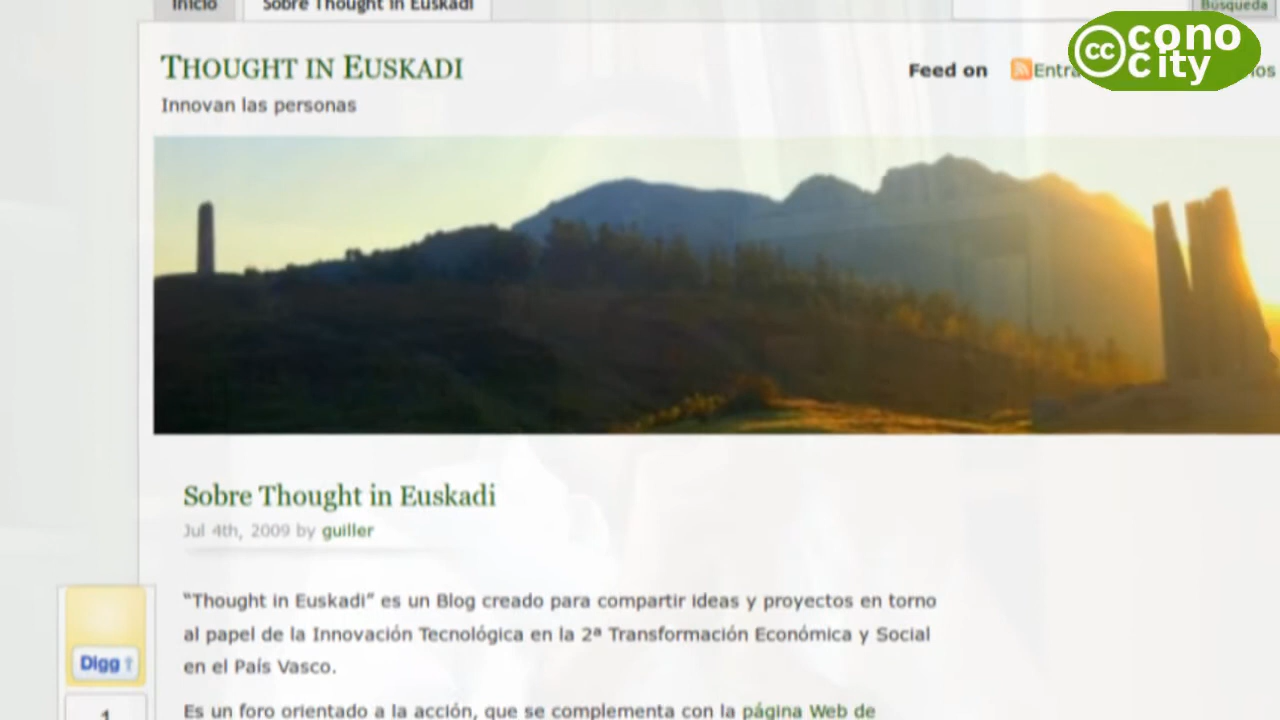 Inicio
Sobre Thought in Euskadi
Búsqueda
THOUGHT IN EUSKADI
Feed on
cc cono city
Innovan las personas
Sobre Thought in Euskadi
Jul 4th, 2009 by guiller
“Thought in Euskadi” es un Blog creado para compartir ideas y proyectos en torno
al papel de la Innovación Tecnológica en la 2ª Transformación Económica y Social
en el País Vasco.
Digg
1
Es un foro orientado a la acción, que se complementa con la página Web de